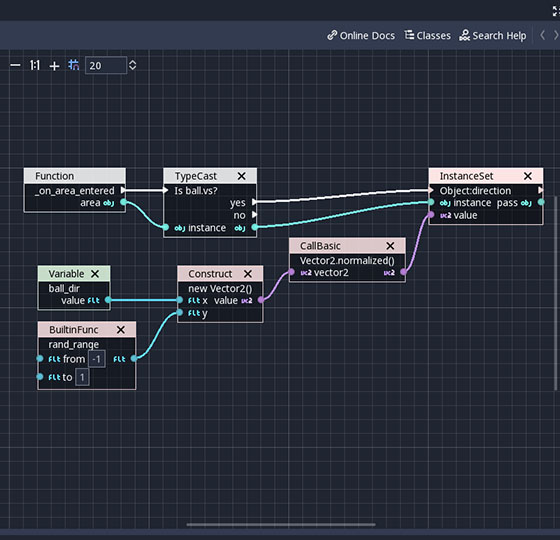 Online Docs Classes Search Help
1:1 20
Function
_on_area_entered
area obj
TypeCast
Is ball.vs?
yes
no
obj instance obj
InstanceSet
Object:direction
obj instance pass obj
vc2 value
CallBasic
Vector2.normalized()
vc2 vector2 vc2
Variable
ball_dir
value flt
Construct
new Vector2()
flt x value vc2
flt y
BuiltinFunc
rand_range
flt from -1 flt
flt to 1